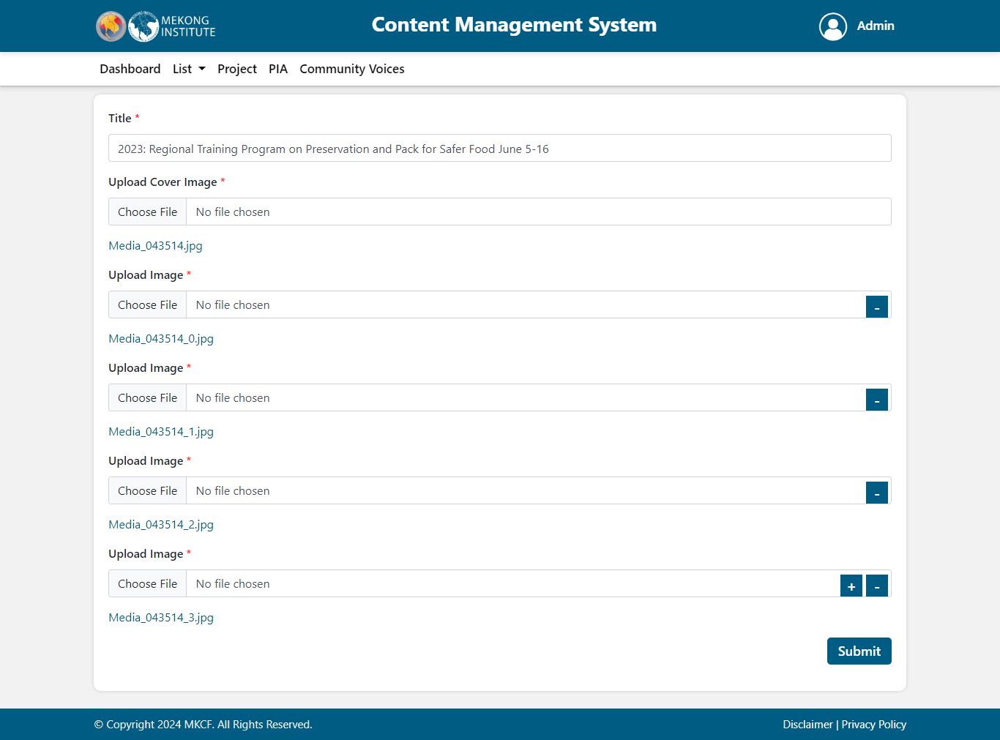 MEKONG
INSTITUTE
Content Management System
Admin
Dashboard List Project PIA Community Voices
Title *
2023: Regional Training Program on Preservation and Pack for Safer Food June 5-16
Upload Cover Image *
Choose File No file chosen
Media_043514.jpg
Upload Image *
Choose File No file chosen -
Media_043514_0.jpg
Upload Image *
Choose File No file chosen -
Media_043514_1.jpg
Upload Image *
Choose File No file chosen -
Media_043514_2.jpg
Upload Image *
Choose File No file chosen + -
Media_043514_3.jpg
Submit
© Copyright 2024 MKCF. All Rights Reserved.
Disclaimer | Privacy Policy